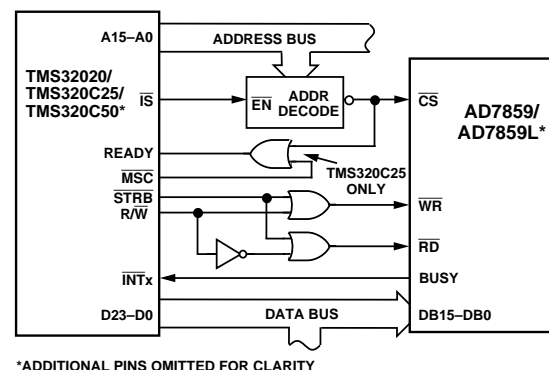 A15–A0
ADDRESS BUS
TMS32020/
TMS320C25/
TMS320C50*
IS
EN
ADDR
DECODE
CS
AD7859/
AD7859L*
READY
TMS320C25
ONLY
MSC
STRB
R/W
WR
RD
INTx
BUSY
D23–D0
DATA BUS
DB15–DB0
*ADDITIONAL PINS OMITTED FOR CLARITY